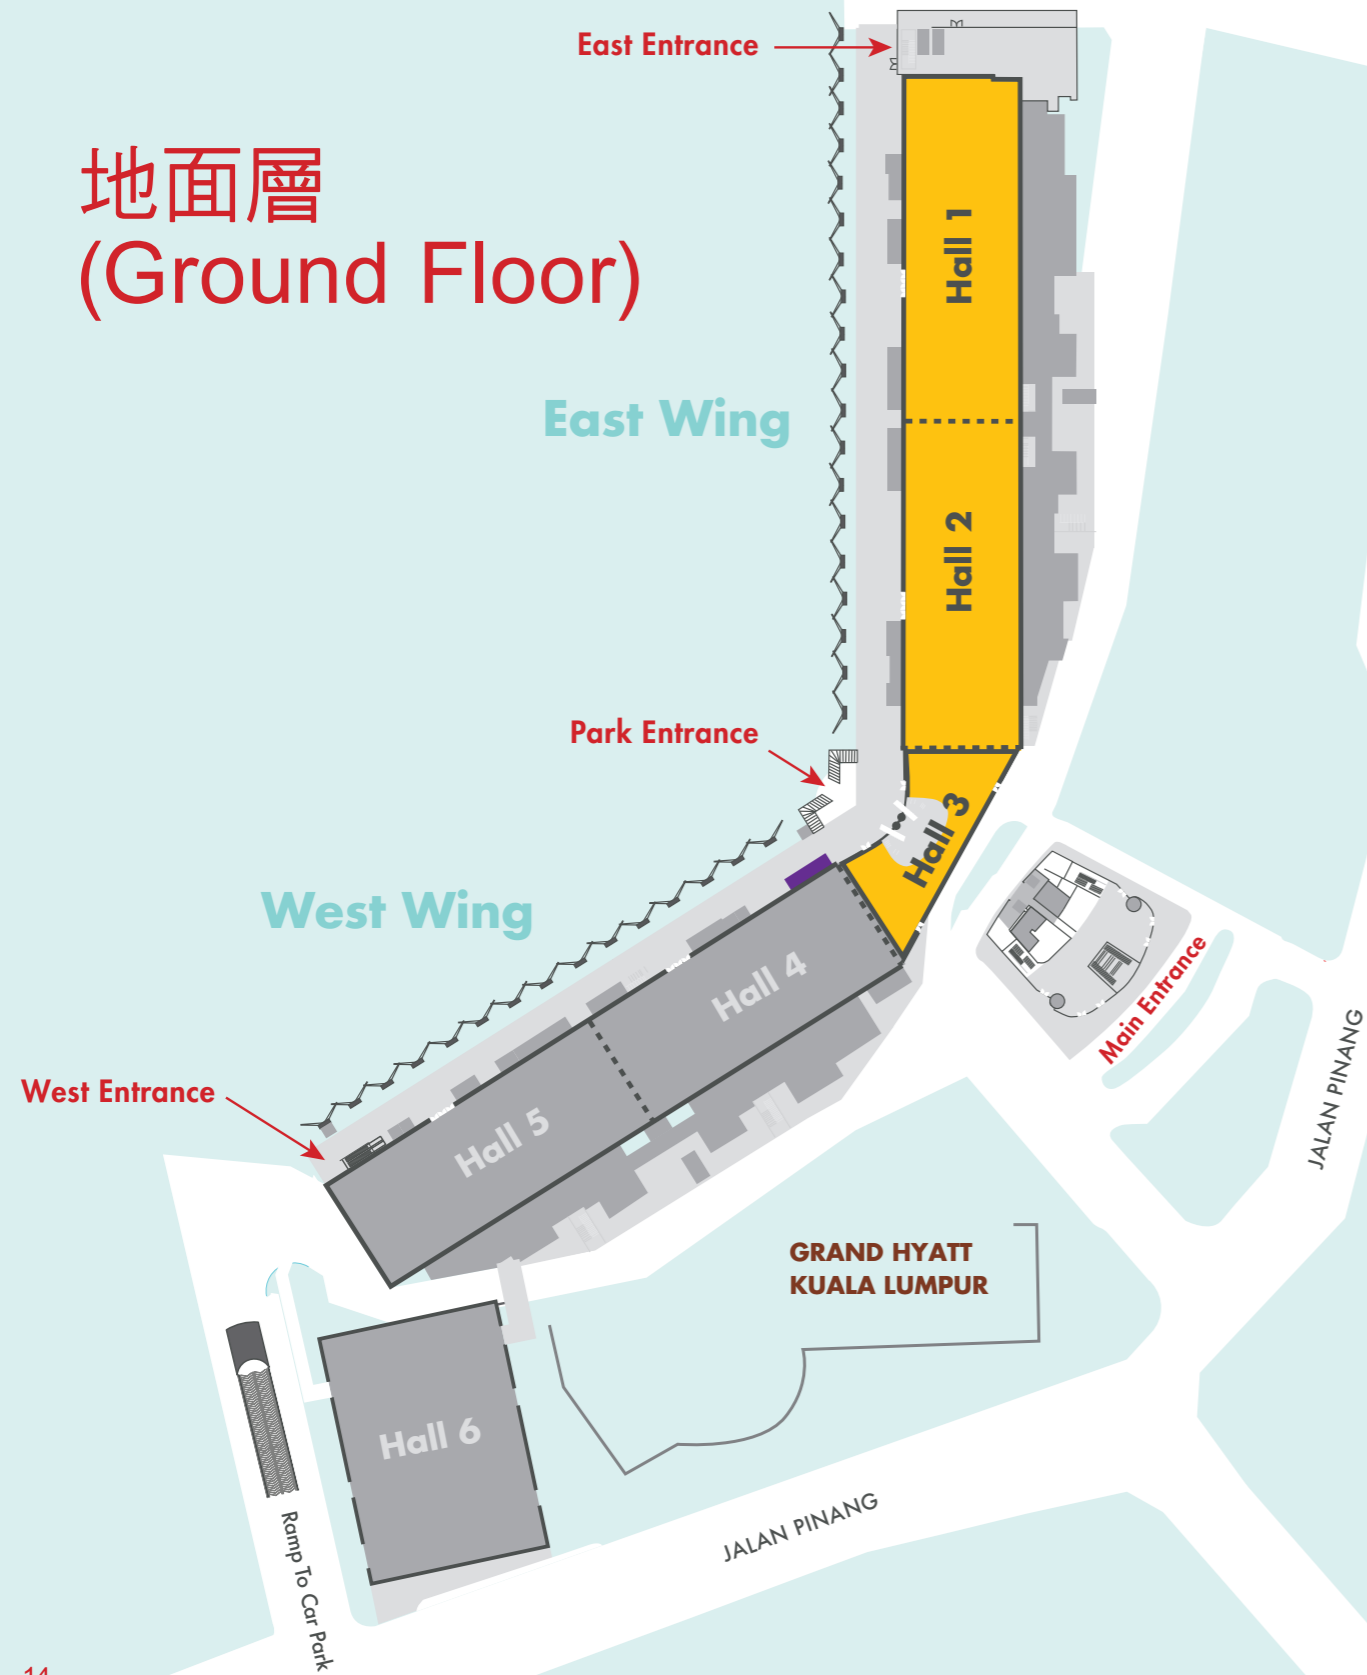 East Entrance
地面層
(Ground Floor)
Hall 1
East Wing
Hall 2
Park Entrance
Hall 3
West Wing
Main Entrance
Hall 4
JALAN PINANG
West Entrance
Hall 5
GRAND HYATT
KUALA LUMPUR
Hall 6
JALAN PINANG
Ramp To Car Park
14